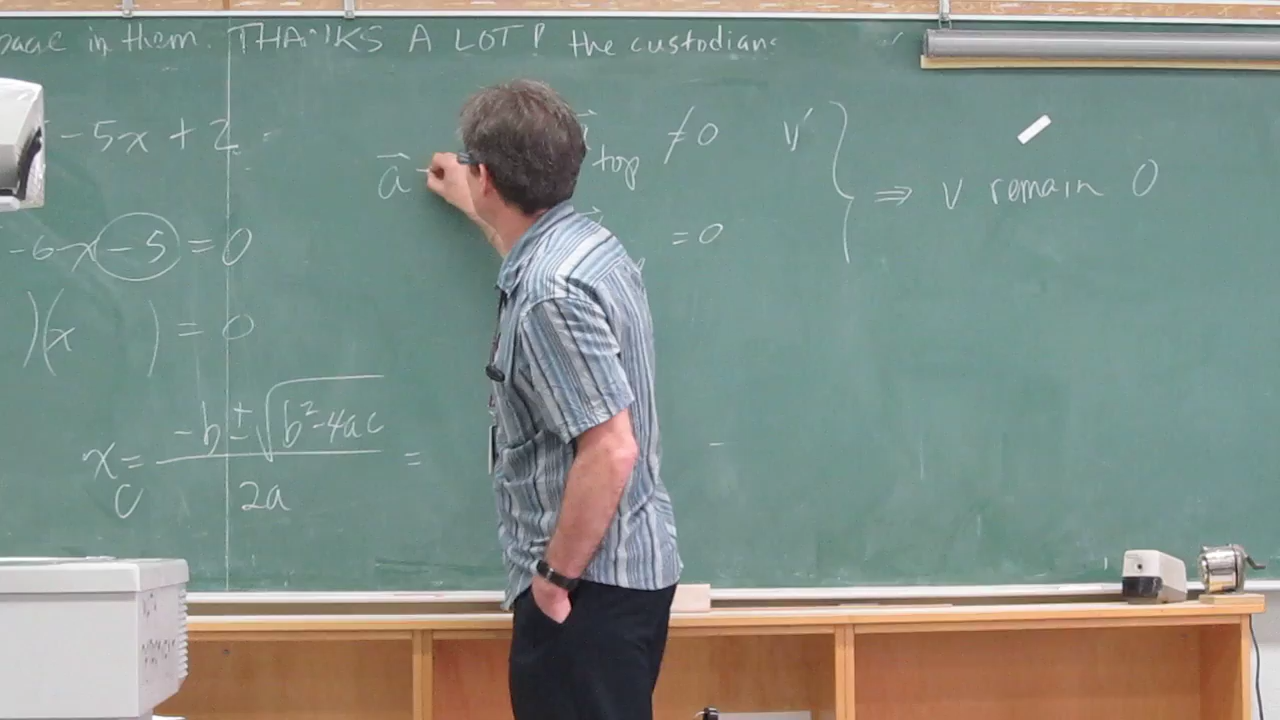 in them. THANKS A LOT! the custodians
-5x + 2 =
-6x -5 = 0
)(x ) = 0
x = -b ± √b²-4ac =
2a
a⃗ -
top ≠ 0 v
= 0
} ⇒ v remain 0